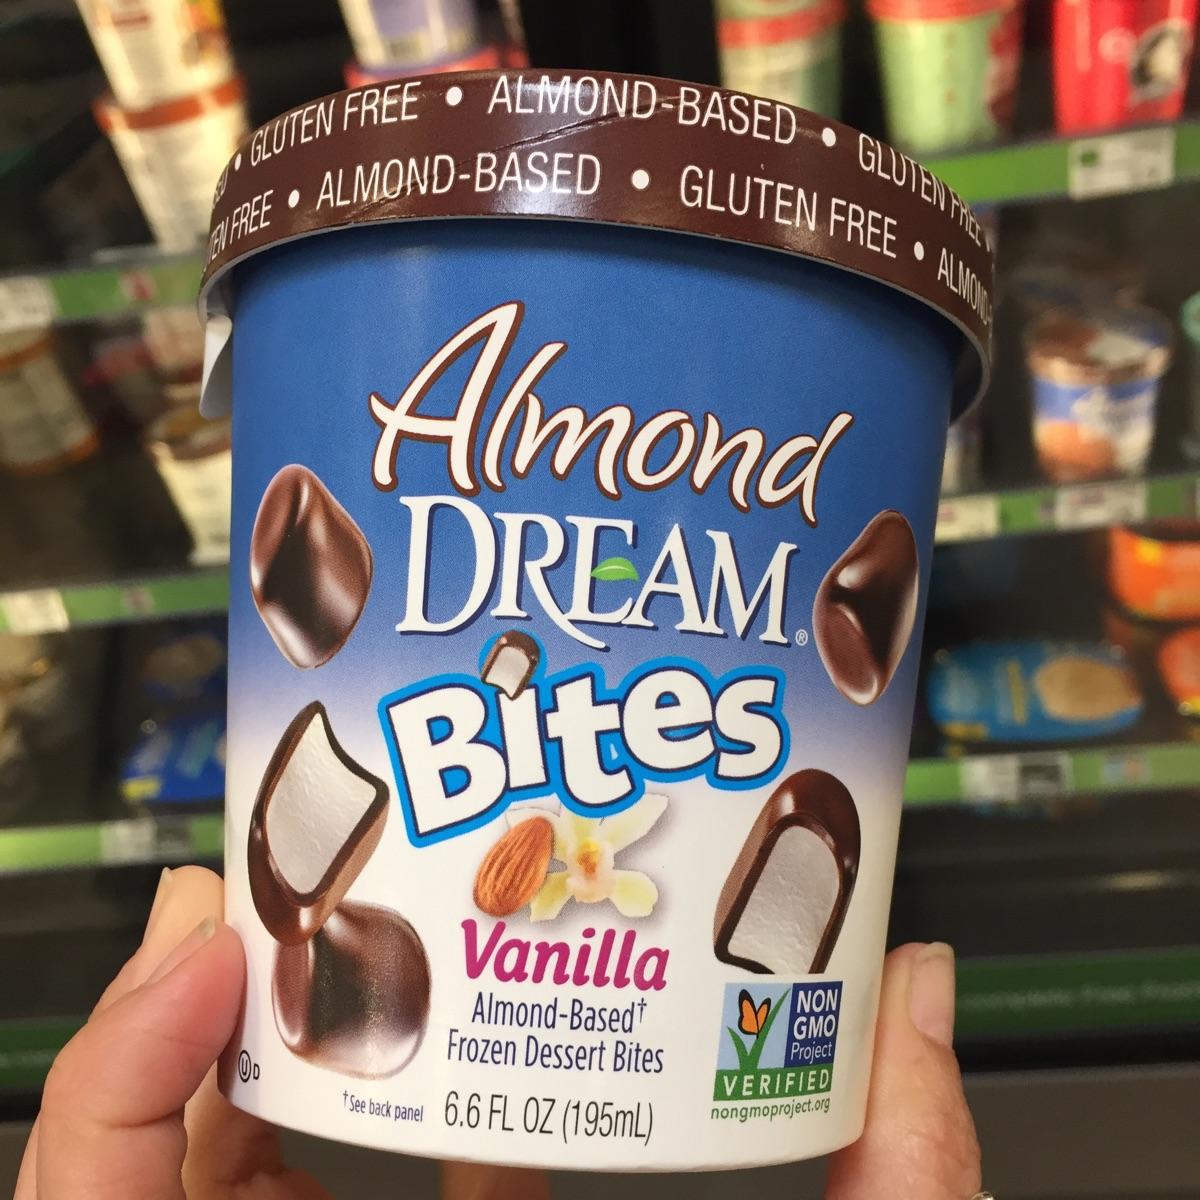 GLUTEN FREE • ALMOND-BASED • GLUTEN FREE •
FREE • ALMOND-BASED • GLUTEN FREE • ALMOND-
Almond
DREAM®
Bites
Vanilla
Almond-Based†
Frozen Dessert Bites
†See back panel
6.6 FL OZ (195mL)
U D
NON
GMO
Project
VERIFIED
nongmoproject.org